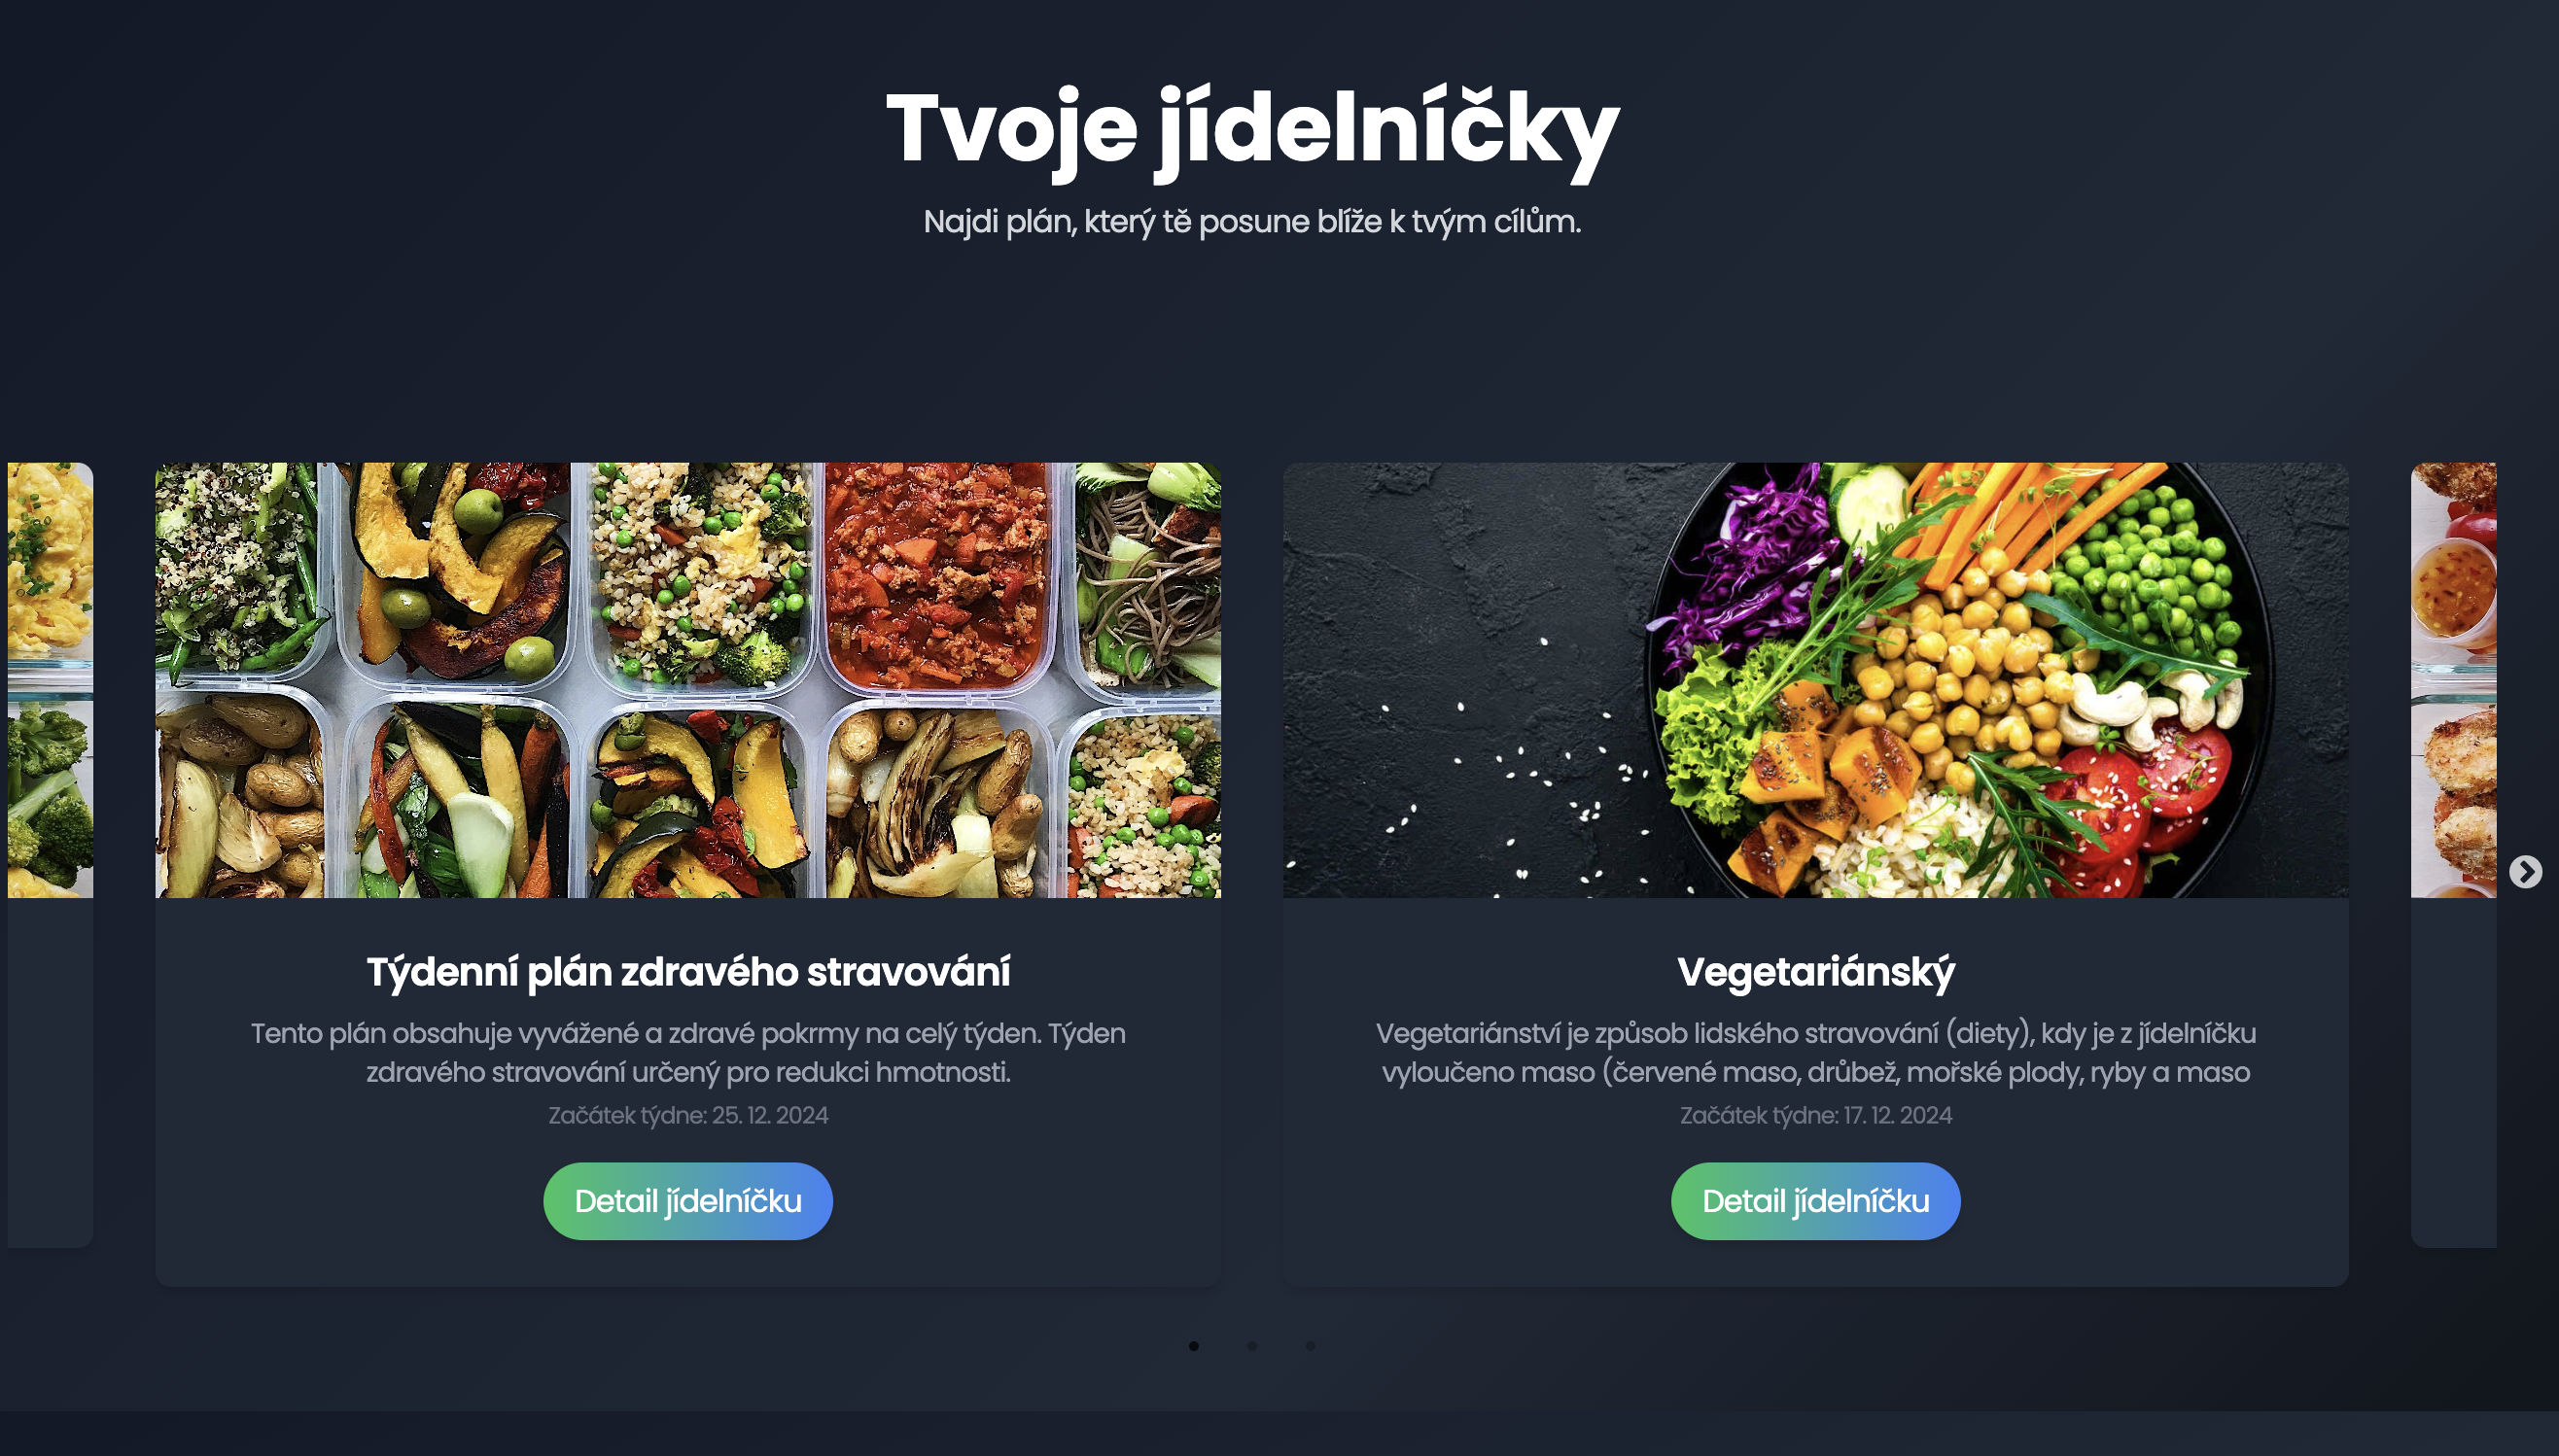 Tvoje jídelníčky
Najdi plán, který tě posune blíže k tvým cílům.
Týdenní plán zdravého stravování
Tento plán obsahuje vyvážené a zdravé pokrmy na celý týden. Týden
zdravého stravování určený pro redukci hmotnosti.
Začátek týdne: 25. 12. 2024
Detail jídelníčku
Vegetariánský
Vegetariánství je způsob lidského stravování (diety), kdy je z jídelníčku
vyloučeno maso (červené maso, drůbež, mořské plody, ryby a maso
Začátek týdne: 17. 12. 2024
Detail jídelníčku